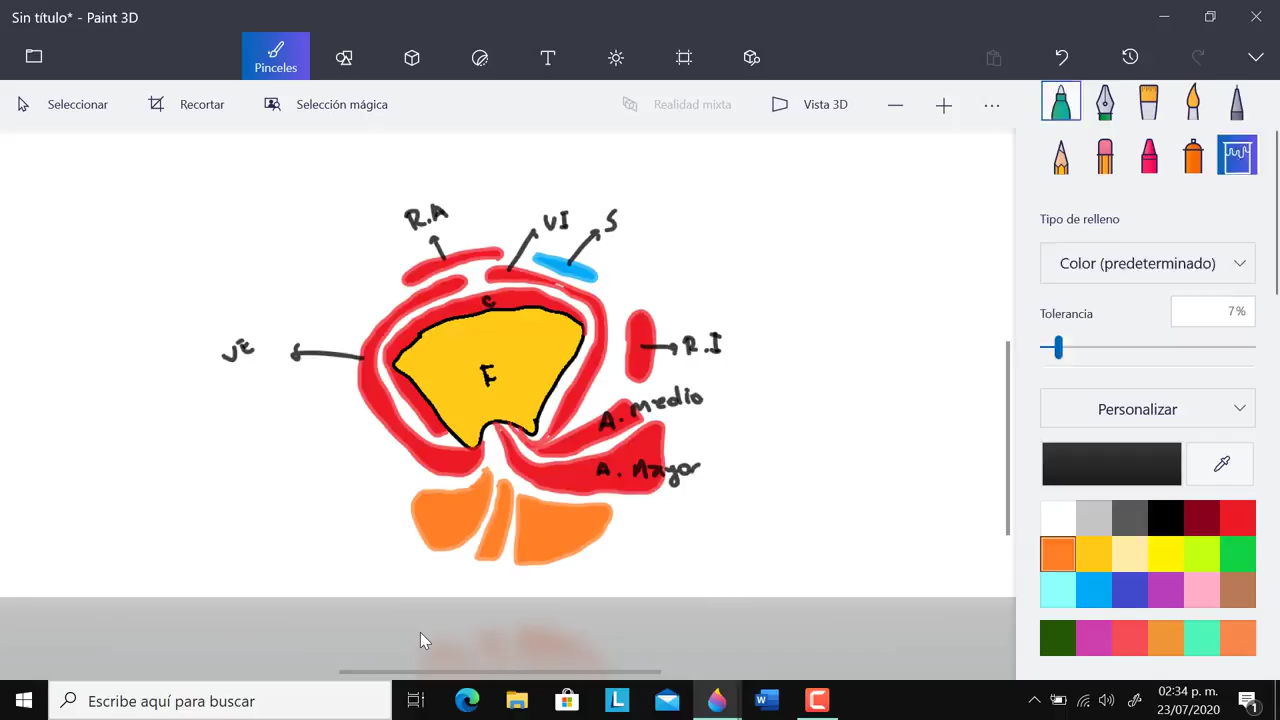 Sin título* - Paint 3D
Pinceles
T
Seleccionar
Recortar
Selección mágica
Realidad mixta
Vista 3D
Tipo de relleno
Color (predeterminado)
Tolerancia
7%
Personalizar
R.A
VI
S
C
VE
F
R.I
A. Medio
A. Mayor
Escribe aquí para buscar
L
02:34 p. m.
23/07/2020
1